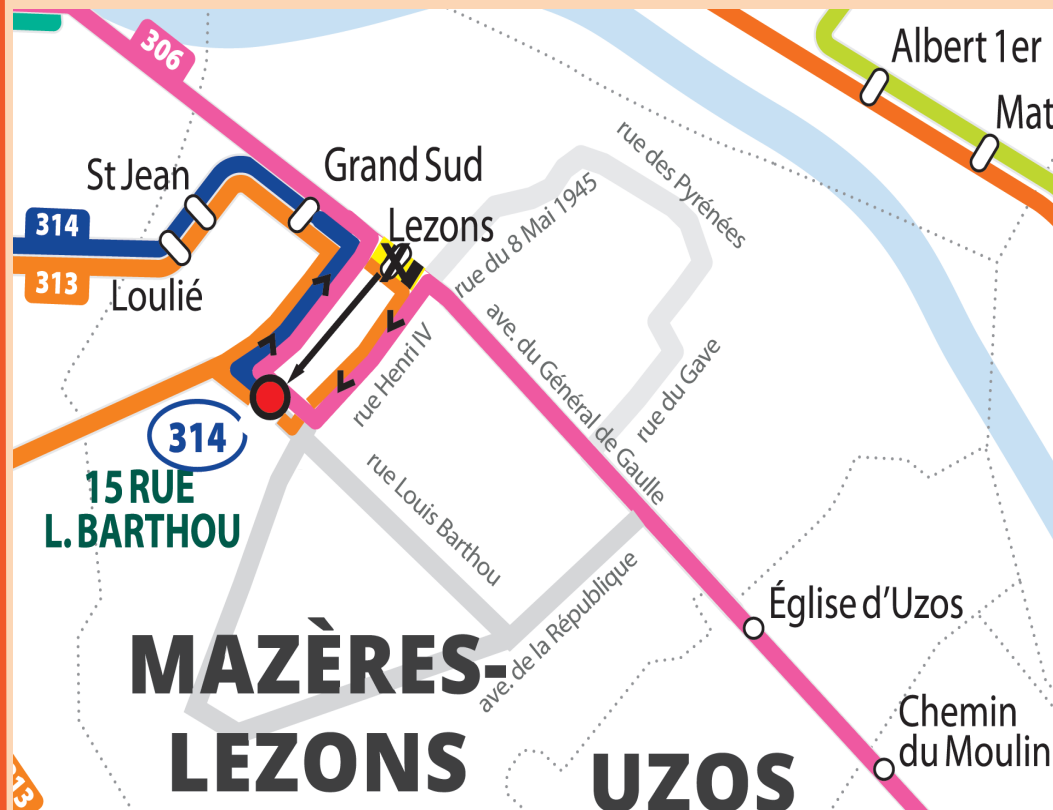 306
Albert 1er
Mat
St Jean
Grand Sud
rue des Pyrénées
rue du 8 Mai 1945
314
Lezons
313
Loulié
rue Henri IV
ave. du Général de Gaulle
rue du Gave
314
15 RUE
L. BARTHOU
rue Louis Barthou
ave. de la République
Église d'Uzos
MAZÈRES-
LEZONS
Chemin
du Moulin
UZOS